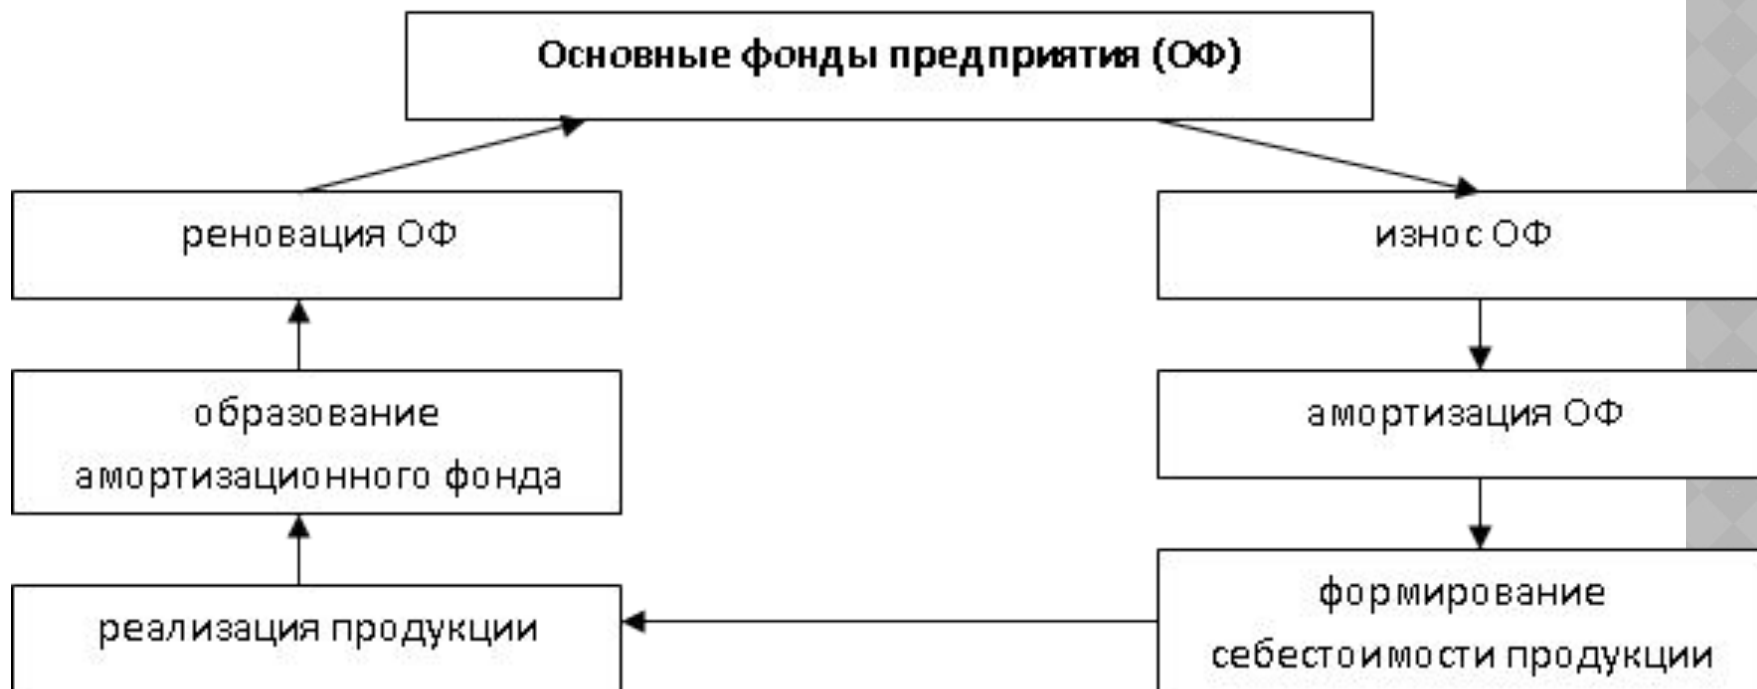 Основные фонды предприятия (ОФ)
реновация ОФ
износ ОФ
образование
амортизационного фонда
амортизация ОФ
реализация продукции
формирование
себестоимости продукции